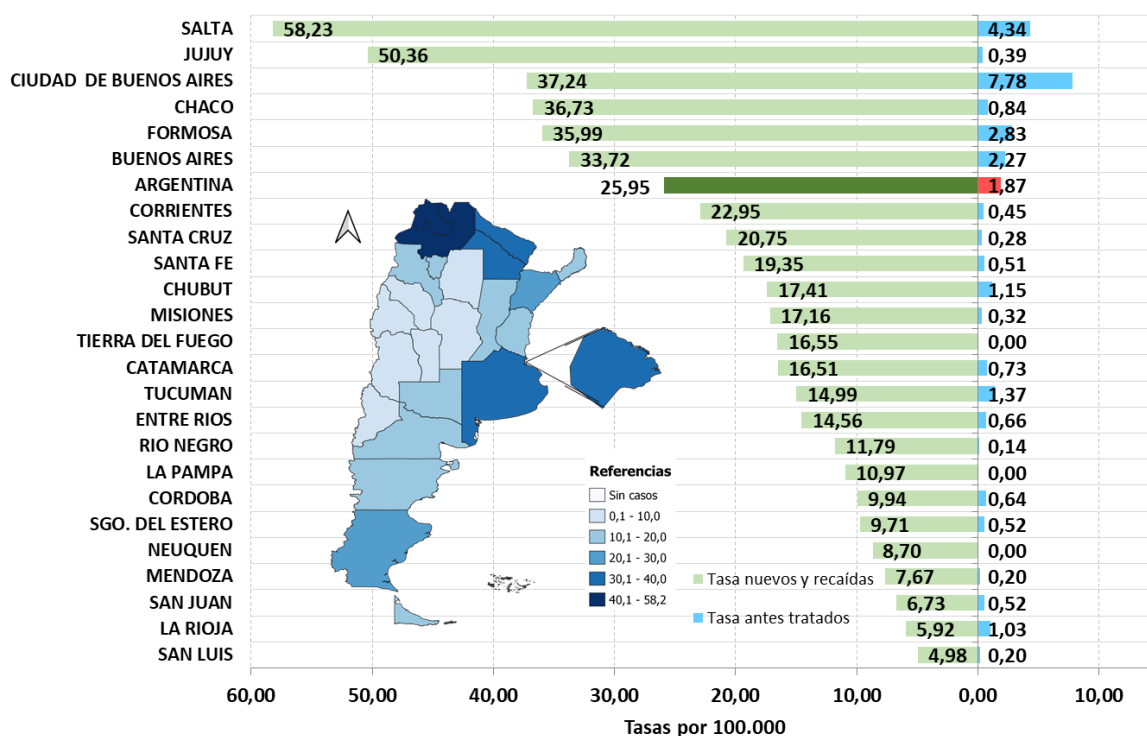 SALTA 58,23 4,34
JUJUY 50,36 0,39
CIUDAD DE BUENOS AIRES 37,24 7,78
CHACO 36,73 0,84
FORMOSA 35,99 2,83
BUENOS AIRES 33,72 2,27
ARGENTINA 25,95 1,87
CORRIENTES 22,95 0,45
SANTA CRUZ 20,75 0,28
SANTA FE 19,35 0,51
CHUBUT 17,41 1,15
MISIONES 17,16 0,32
TIERRA DEL FUEGO 16,55 0,00
CATAMARCA 16,51 0,73
TUCUMAN 14,99 1,37
ENTRE RIOS 14,56 0,66
RIO NEGRO 11,79 0,14
LA PAMPA 10,97 0,00
CORDOBA 9,94 0,64
SGO. DEL ESTERO 9,71 0,52
NEUQUEN 8,70 0,00
MENDOZA 7,67 0,20
SAN JUAN 6,73 0,52
LA RIOJA 5,92 1,03
SAN LUIS 4,98 0,20
Referencias
Sin casos
0,1 - 10,0
10,1 - 20,0
20,1 - 30,0
30,1 - 40,0
40,1 - 58,2
Tasa nuevos y recaídas
Tasa antes tratados
60,00 50,00 40,00 30,00 20,00 10,00 0,00 10,00
Tasas por 100.000